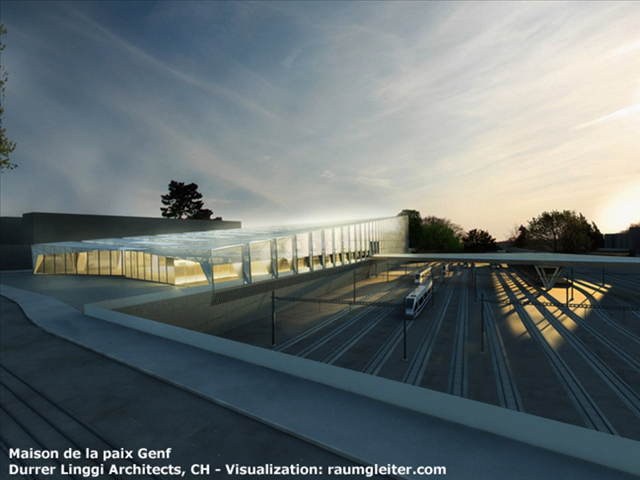 Maison de la paix Genf
Durrer Linggi Architects, CH - Visualization: raumgleiter.com